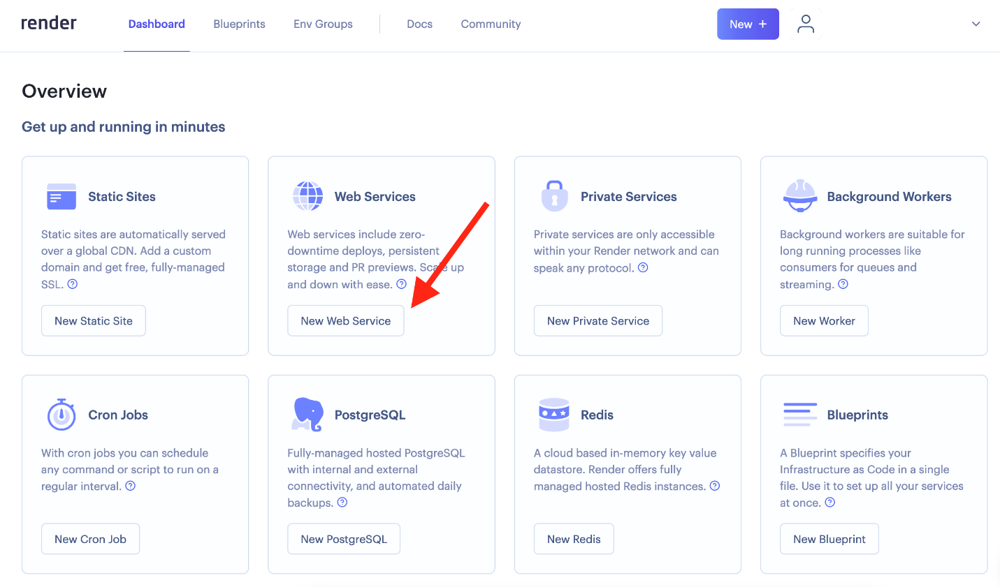 render
Dashboard
Blueprints
Env Groups
Docs
Community
New +
Overview
Get up and running in minutes
Static Sites
Static sites are automatically served
over a global CDN. Add a custom
domain and get free, fully-managed
SSL. ?
New Static Site
Web Services
Web services include zero-
downtime deploys, persistent
storage and PR previews. Scale up
and down with ease. ?
New Web Service
Private Services
Private services are only accessible
within your Render network and can
speak any protocol. ?
New Private Service
Background Workers
Background workers are suitable for
long running processes like
consumers for queues and
streaming. ?
New Worker
Cron Jobs
With cron jobs you can schedule
any command or script to run on a
regular interval. ?
New Cron Job
PostgreSQL
Fully-managed hosted PostgreSQL
with internal and external
connectivity, and automated daily
backups. ?
New PostgreSQL
Redis
A cloud based in-memory key value
datastore. Render offers fully
managed hosted Redis instances. ?
New Redis
Blueprints
A Blueprint specifies your
Infrastructure as Code in a single
file. Use it to set up all your services
at once. ?
New Blueprint